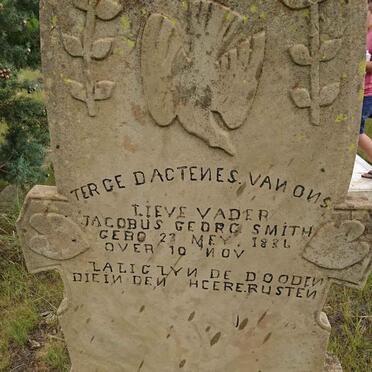 TER GE DACTENES. VAN ONS
LIEVE VADER
JACOBUS GEORG SMITH
GEBO 23 MEY 1884
OVER 10 NOV
ZALIG ZYN DE DOODEN
DIE IN DEN HEERE RUSTEN